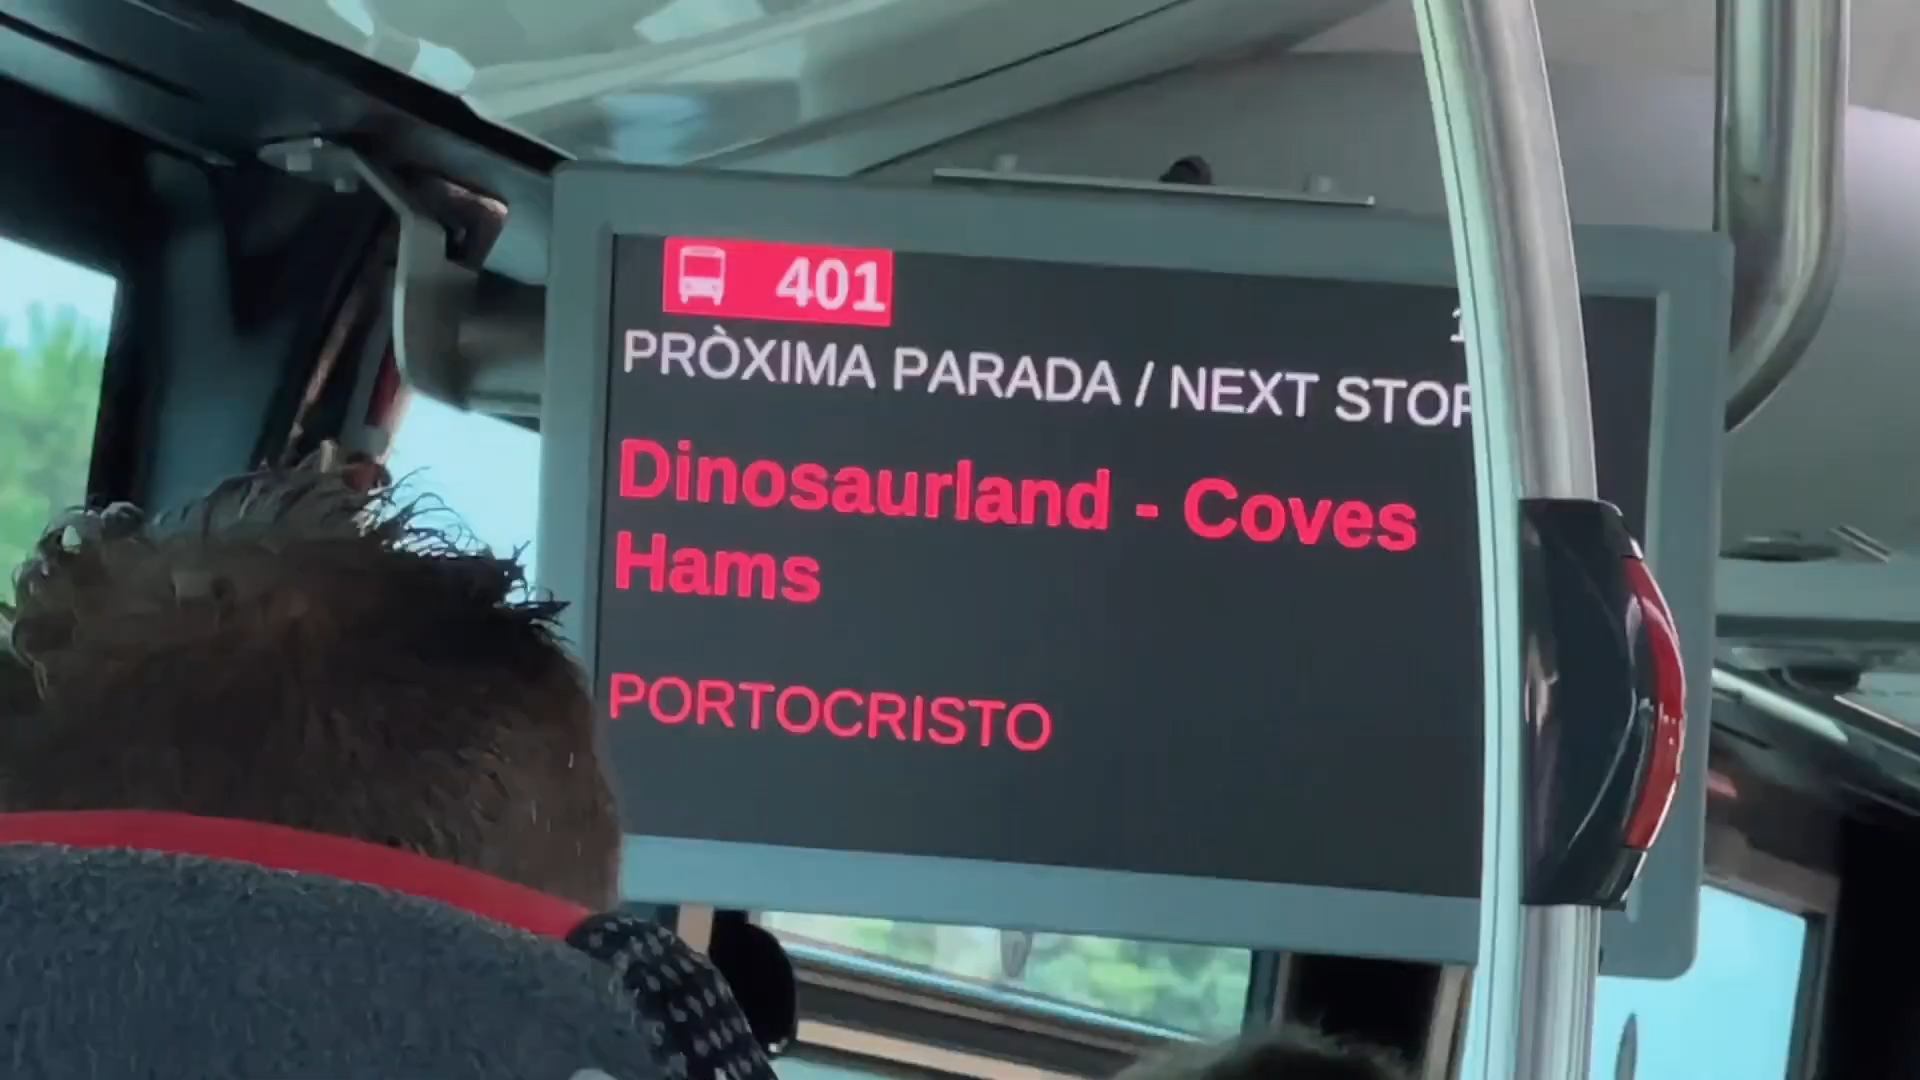 401
PRÒXIMA PARADA / NEXT STOP
Dinosaurland - Coves
Hams
PORTOCRISTO